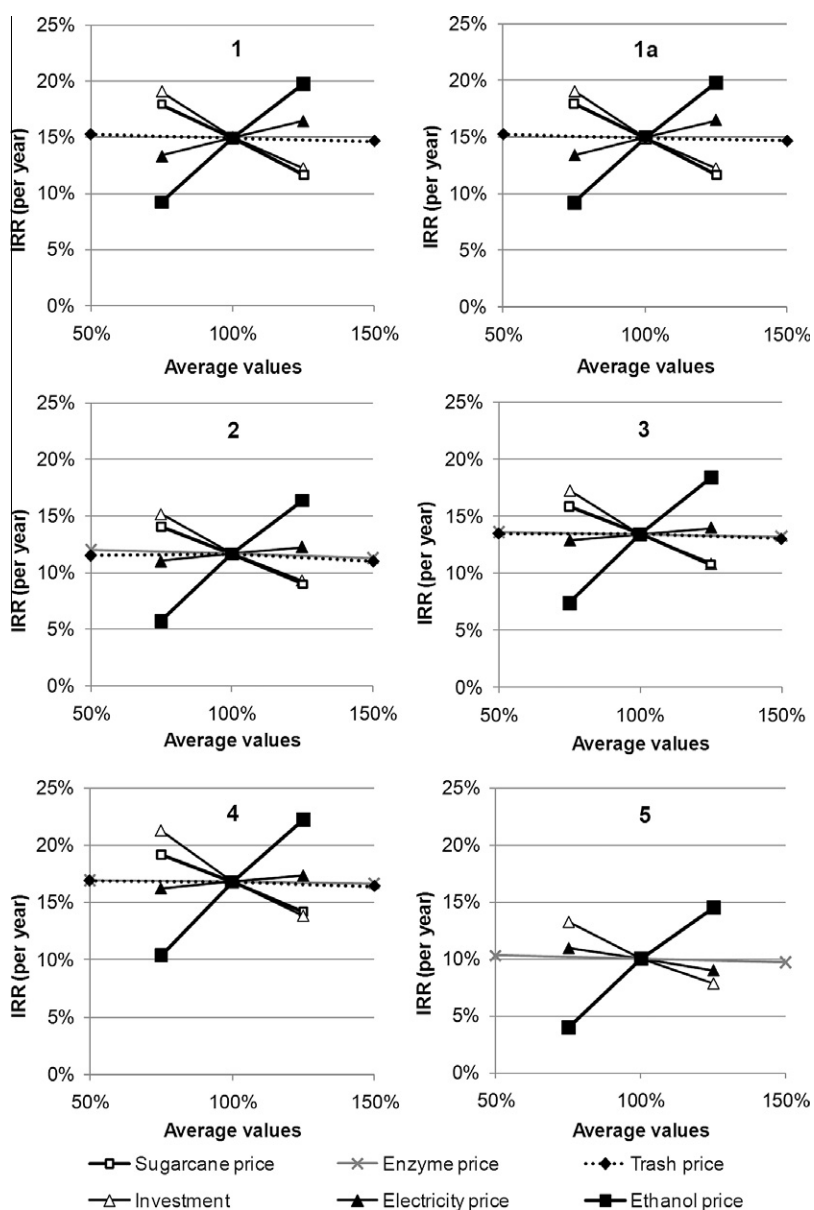 1
25%
20%
15%
10%
5%
0%
IRR (per year)
50% 100% 150%
Average values
1a
25%
20%
15%
10%
5%
0%
IRR (per year)
50% 100% 150%
Average values
2
25%
20%
15%
10%
5%
0%
IRR (per year)
50% 100% 150%
Average values
3
25%
20%
15%
10%
5%
0%
IRR (per year)
50% 100% 150%
Average values
4
25%
20%
15%
10%
5%
0%
IRR (per year)
50% 100% 150%
Average values
5
25%
20%
15%
10%
5%
0%
IRR (per year)
50% 100% 150%
Average values
Sugarcane price Enzyme price Trash price
Investment Electricity price Ethanol price